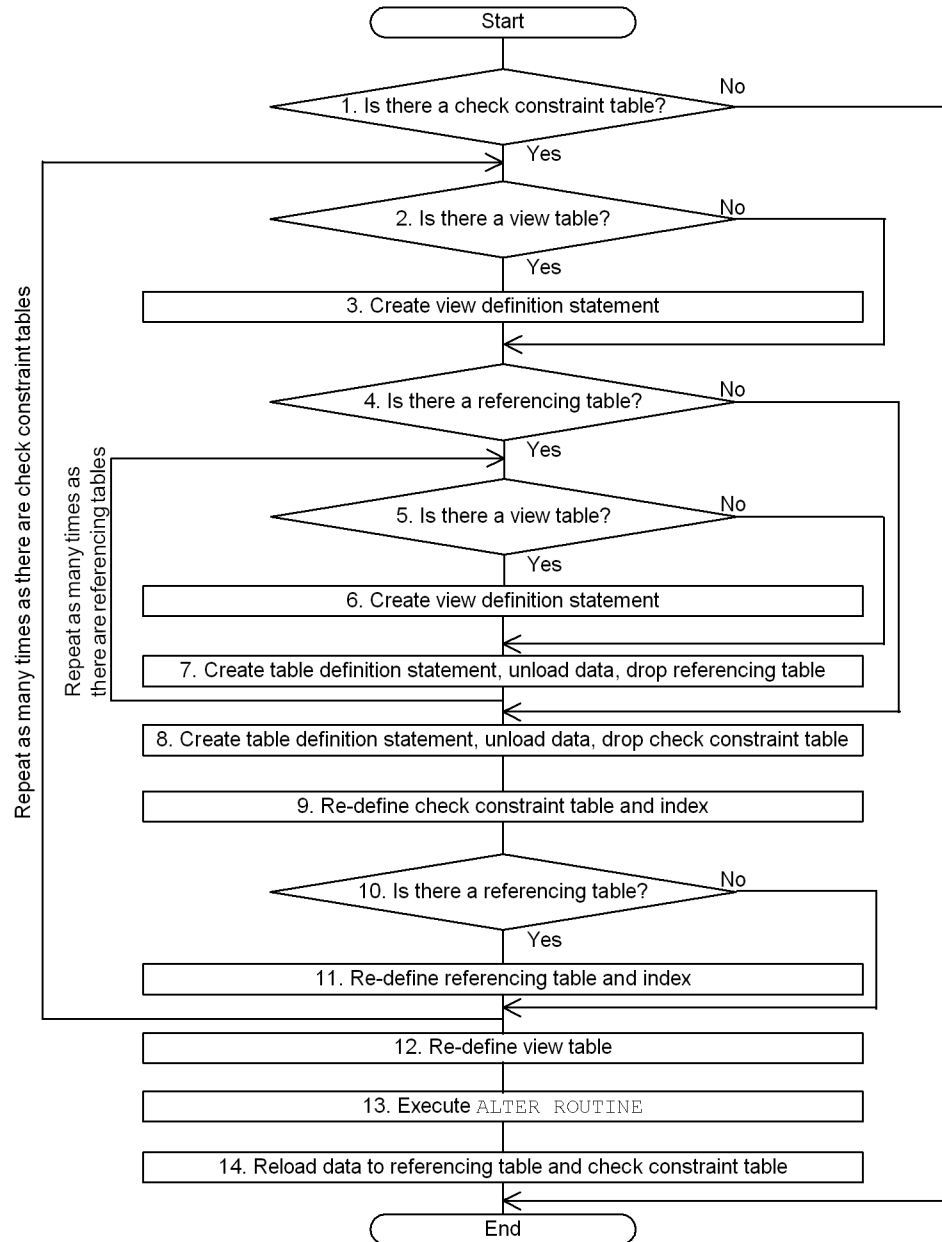 Start
1. Is there a check constraint table?
No
Yes
2. Is there a view table?
No
Yes
3. Create view definition statement
4. Is there a referencing table?
No
Yes
5. Is there a view table?
No
Yes
6. Create view definition statement
7. Create table definition statement, unload data, drop referencing table
Repeat as many times as
there are referencing tables
8. Create table definition statement, unload data, drop check constraint table
9. Re-define check constraint table and index
10. Is there a referencing table?
No
Yes
11. Re-define referencing table and index
Repeat as many times as there are check constraint tables
12. Re-define view table
13. Execute ALTER ROUTINE
14. Reload data to referencing table and check constraint table
End